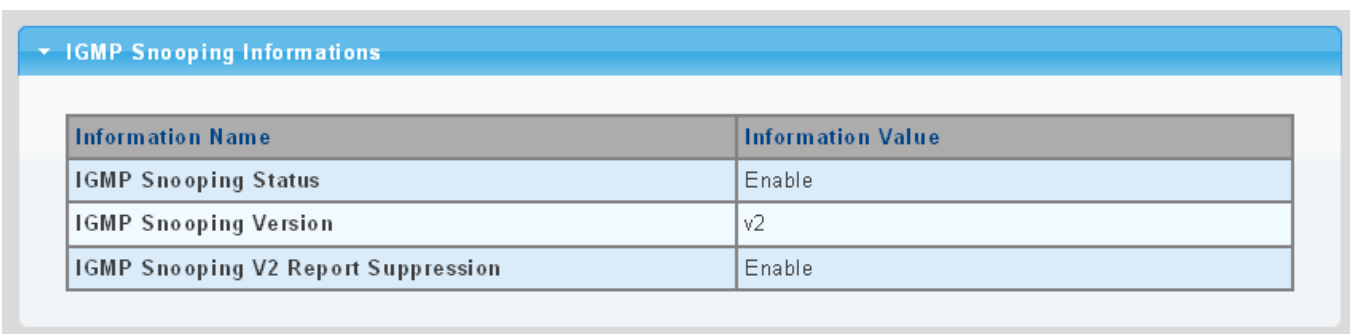 IGMP Snooping Informations
Information Name Information Value
IGMP Snooping Status Enable
IGMP Snooping Version v2
IGMP Snooping V2 Report Suppression Enable